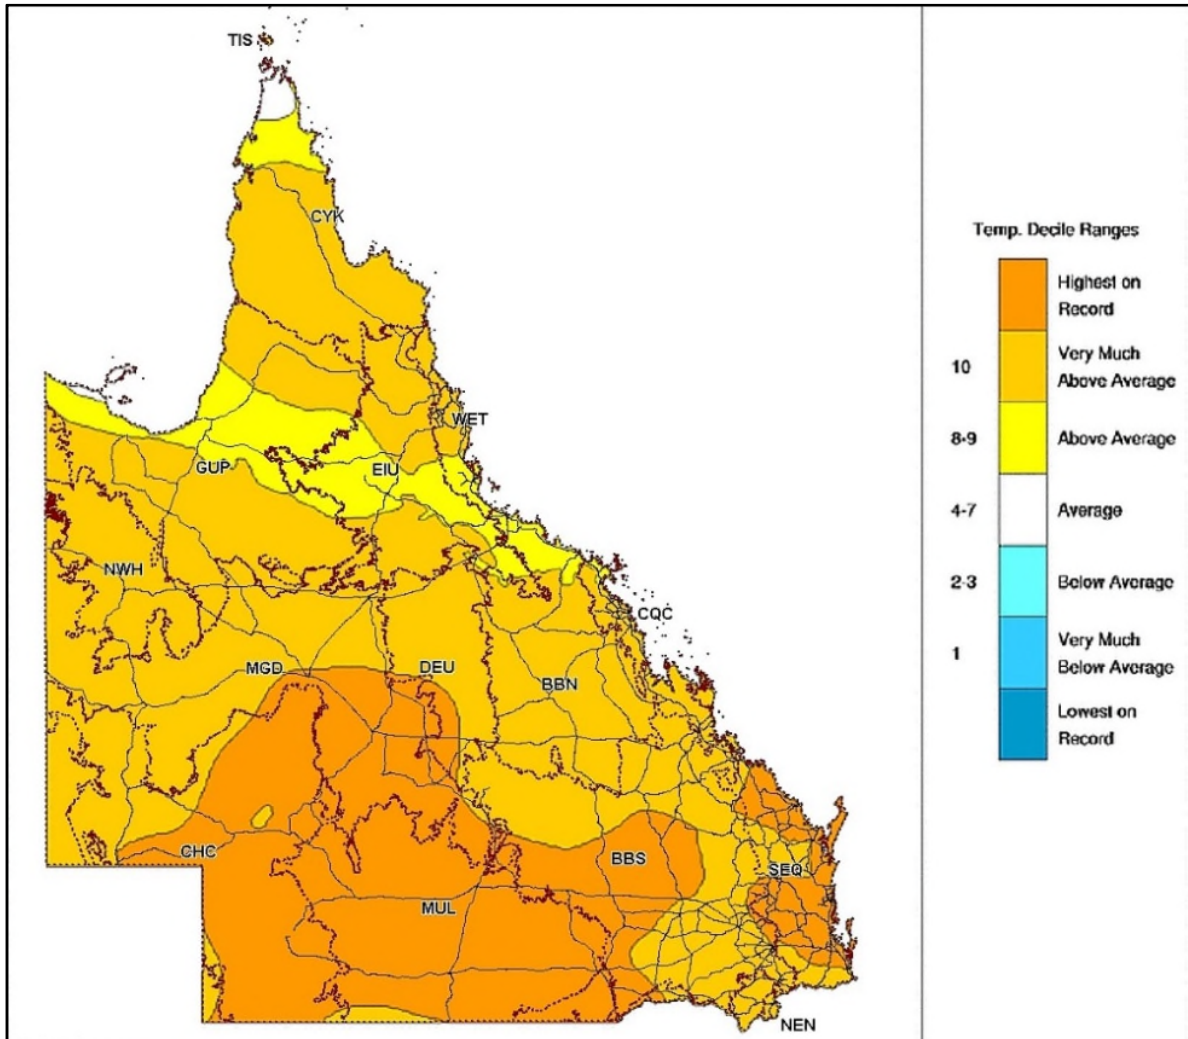 TIS
CYK
WET
GUP
EIU
NWH
CQC
MGD
DEU
BBN
CHC
BBS
SEQ
MUL
NEN
Temp. Decile Ranges
Highest on
Record
10
Very Much
Above Average
8-9
Above Average
4-7
Average
2-3
Below Average
1
Very Much
Below Average
Lowest on
Record